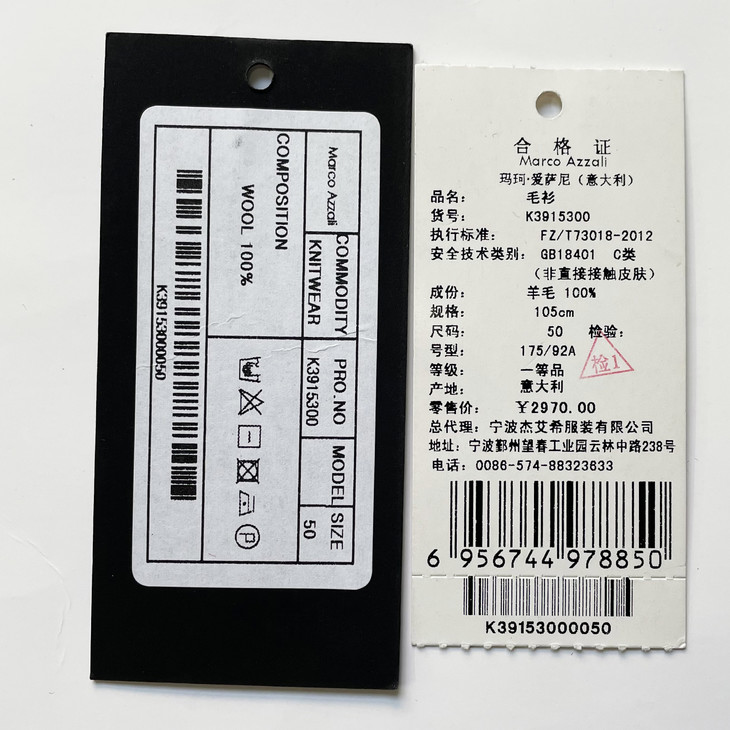 Marco Azzali
COMMODITY
KNITWEAR
PRO.NO
K3915300
MODEL
SIZE
50
COMPOSITION
WOOL 100%
P
K39153000050
合格证
Marco Azzali
玛珂·爱萨尼(意大利)
品名: 毛衫
货号: K3915300
执行标准: FZ/T73018-2012
安全技术类别: GB18401 C类
(非直接接触皮肤)
成份: 羊毛 100%
规格: 105cm
尺码: 50 检验:
号型: 175/92A
检1
等级: 一等品
产地: 意大利
零售价: ¥2970.00
总代理: 宁波杰艾希服装有限公司
地址: 宁波鄞州望春工业园云林中路238号
电话: 0086-574-88323633
6 956744 978850
K39153000050